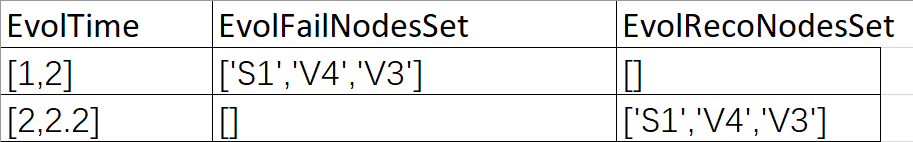 EvolTime EvolFailNodesSet EvolRecoNodesSet
[1,2] ['S1','V4','V3'] []
[2,2.2] [] ['S1','V4','V3']